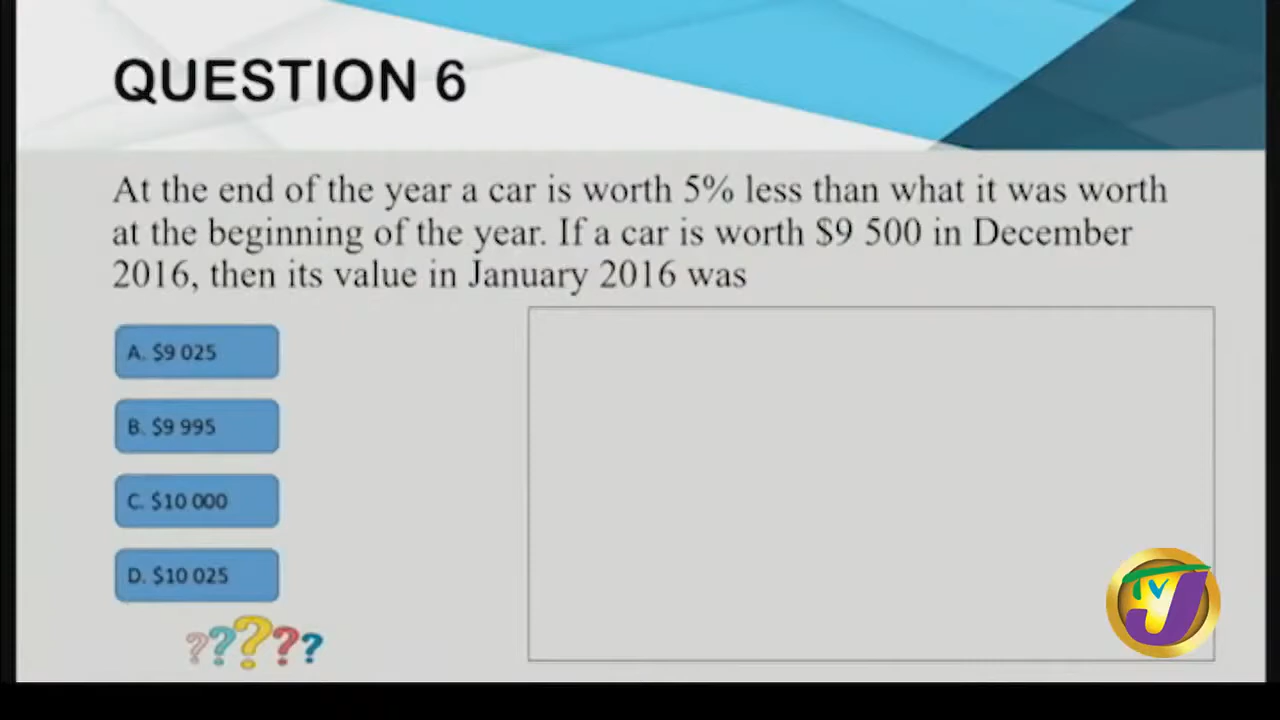 QUESTION 6
At the end of the year a car is worth 5% less than what it was worth
at the beginning of the year. If a car is worth $9 500 in December
2016, then its value in January 2016 was
A. $9 025
B. $9 995
C. $10 000
D. $10 025
?????
TVJ